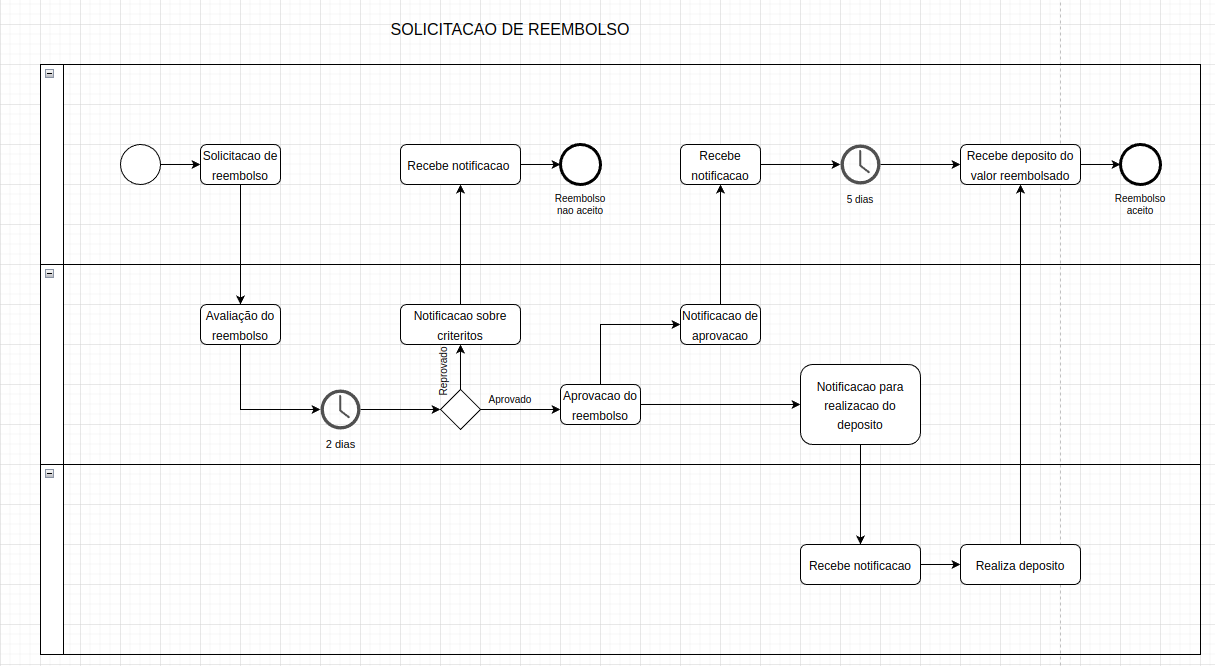 SOLICITACAO DE REEMBOLSO
Solicitacao de
reembolso
Recebe notificacao
Reembolso
nao aceito
Recebe
notificacao
5 dias
Recebe deposito do
valor reembolsado
Reembolso
aceito
Avaliação do
reembolso
2 dias
Notificacao sobre
criteritos
Reprovado
Aprovado
Aprovacao do
reembolso
Notificacao de
aprovacao
Notificacao para
realizacao do
deposito
Recebe notificacao
Realiza deposito